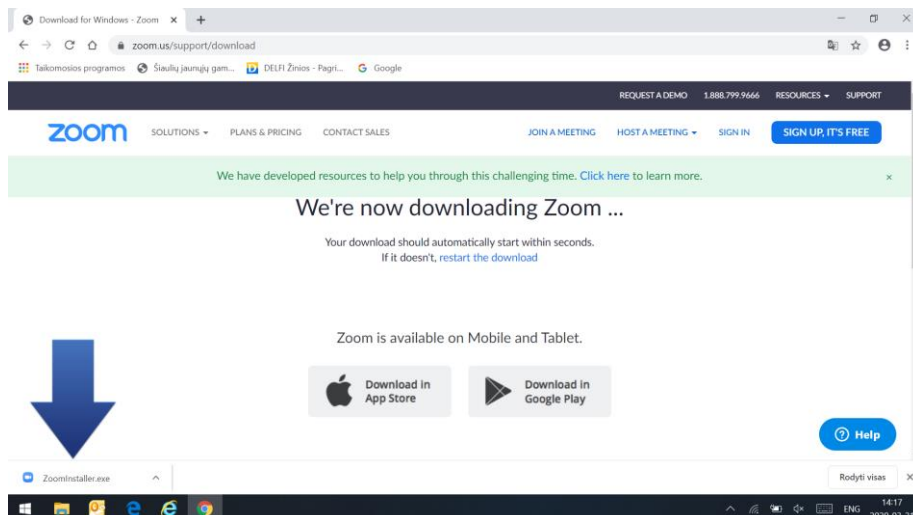 Download for Windows - Zoom
zoom.us/support/download
Taikomosios programos Šiaulių jaunųjų gam... DELFI Žinios - Pagri... Google
REQUEST A DEMO 1.888.799.9666 RESOURCES SUPPORT
zoom SOLUTIONS PLANS & PRICING CONTACT SALES JOIN A MEETING HOST A MEETING SIGN IN SIGN UP, IT'S FREE
We have developed resources to help you through this challenging time. Click here to learn more.
We're now downloading Zoom ...
Your download should automatically start within seconds.
If it doesn't, restart the download
Zoom is available on Mobile and Tablet.
Download in
App Store
Download in
Google Play
Help
ZoomInstaller.exe Rodyti visas
ENG 14:17